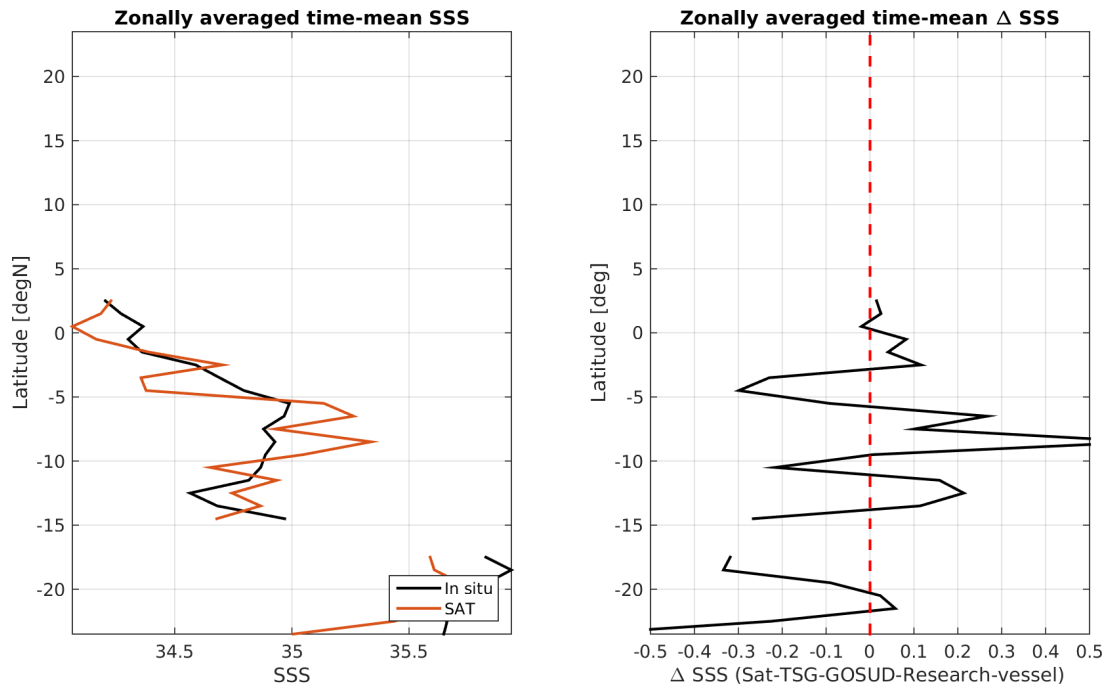 Zonally averaged time-mean SSS
Latitude [degN]
20
15
10
5
0
-5
-10
-15
-20
34.5
35
35.5
SSS
In situ
SAT
Zonally averaged time-mean Δ SSS
Latitude [deg]
20
15
10
5
0
-5
-10
-15
-20
-0.5 -0.4 -0.3 -0.2 -0.1 0 0.1 0.2 0.3 0.4 0.5
Δ SSS (Sat-TSG-GOSUD-Research-vessel)